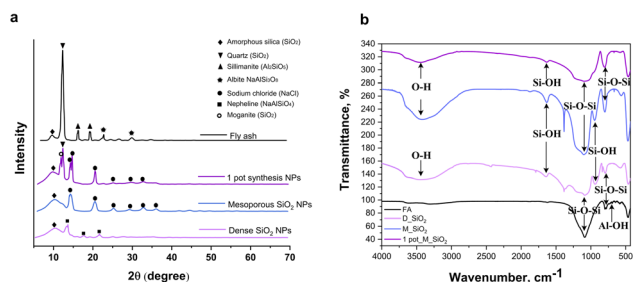 a
Intensity
2θ (degree)
10
20
30
40
50
60
70
Amorphous silica (SiO₂)
Quartz (SiO₂)
Sillimanite (Al₂SiO₅)
Albite NaAlSi₃O₈
Sodium chloride (NaCl)
Nepheline (NaAlSiO₄)
Moganite (SiO₂)
Fly ash
1 pot synthesis NPs
Mesoporous SiO₂ NPs
Dense SiO₂ NPs
b
Transmittance, %
340
320
300
280
260
240
220
200
180
160
140
120
100
80
60
40
4000
3500
3000
2500
2000
1500
1000
500
Wavenumber, cm-1
O-H
Si-OH
Si-O-Si
Si-O-Si
Si-OH
Si-OH
O-H
Si-O-Si
Si-O-Si
Al-OH
FA
D_SiO₂
M_SiO₂
1 pot_M_SiO₂